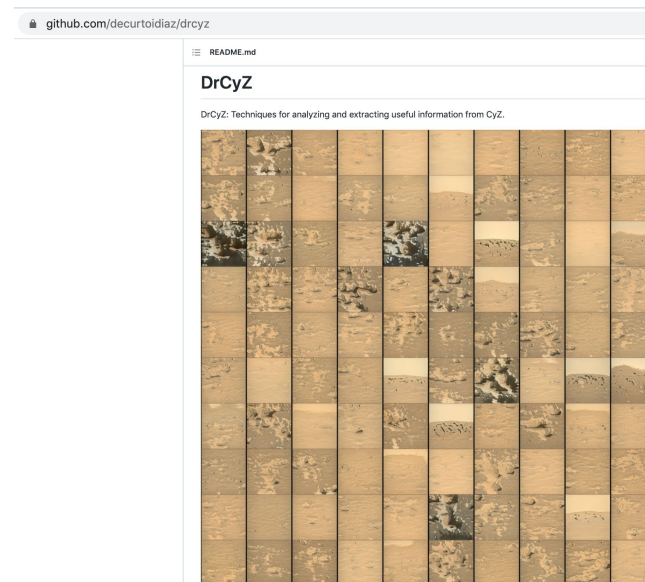 github.com/decurtoidiaz/drcyz
README.md
DrCyZ
DrCyZ: Techniques for analyzing and extracting useful information from CyZ.